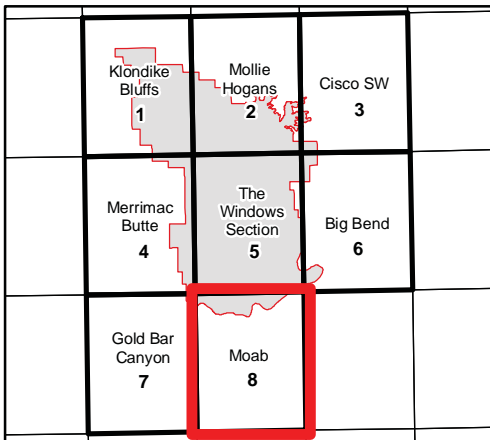 Klondike
Bluffs
1
Mollie
Hogans
2
Cisco SW
3
Merrimac
Butte
4
The
Windows
Section
5
Big Bend
6
Gold Bar
Canyon
7
Moab
8